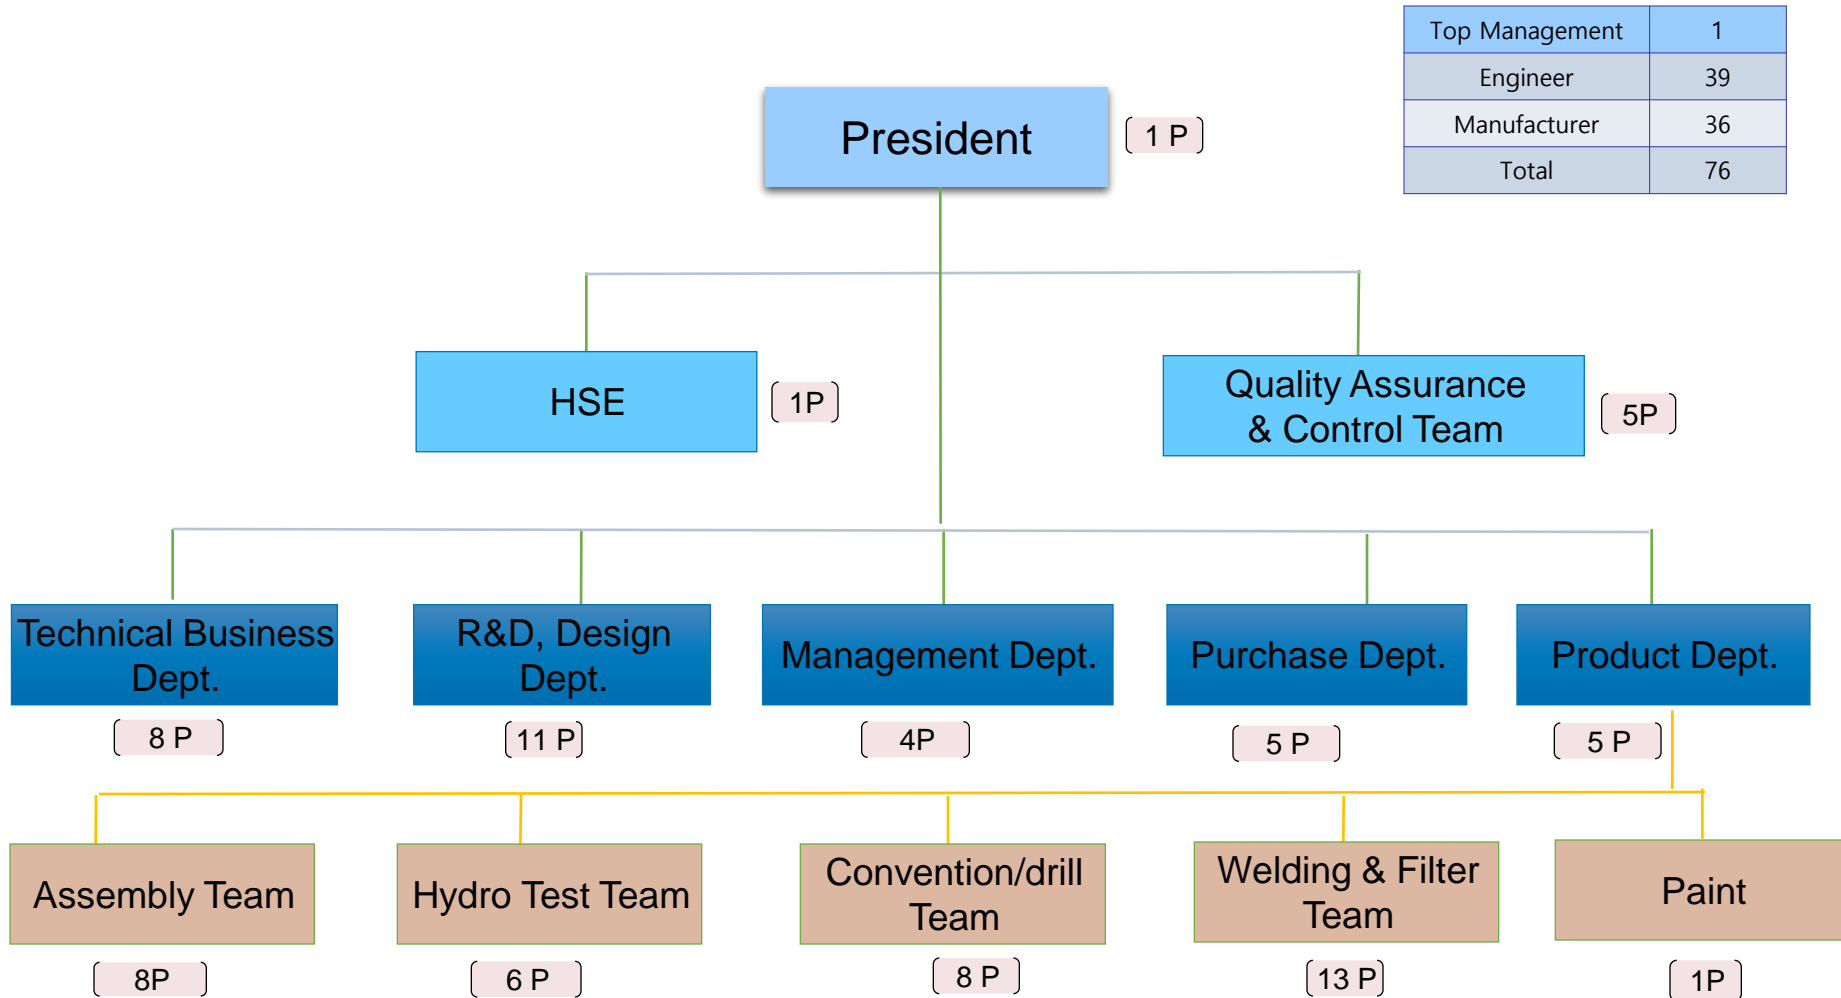 Top Management 1
Engineer 39
Manufacturer 36
Total 76
President
1 P
HSE
1P
Quality Assurance
& Control Team
5P
Technical Business
Dept.
8 P
R&D, Design
Dept.
11 P
Management Dept.
4P
Purchase Dept.
5 P
Product Dept.
5 P
Assembly Team
8P
Hydro Test Team
6 P
Convention/drill
Team
8 P
Welding & Filter
Team
13 P
Paint
1P